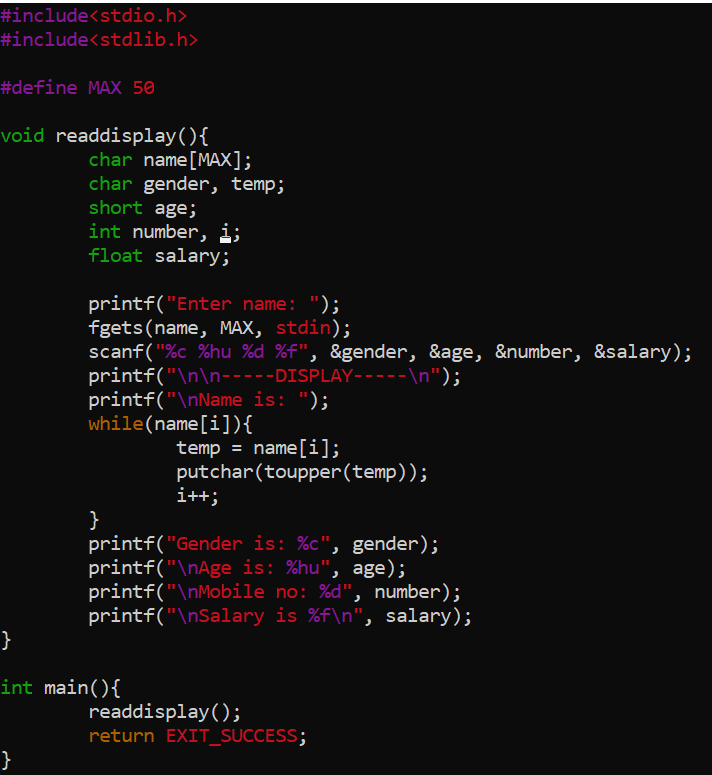 #include<stdio.h>
#include<stdlib.h>

#define MAX 50

void readdisplay(){
        char name[MAX];
        char gender, temp;
        short age;
        int number, i;
        float salary;

        printf("Enter name: ");
        fgets(name, MAX, stdin);
        scanf("%c %hu %d %f", &gender, &age, &number, &salary);
        printf("\n\n-----DISPLAY-----\n");
        printf("\nName is: ");
        while(name[i]){
                temp = name[i];
                putchar(toupper(temp));
                i++;
        }
        printf("Gender is: %c", gender);
        printf("\nAge is: %hu", age);
        printf("\nMobile no: %d", number);
        printf("\nSalary is %f\n", salary);
}

int main(){
        readdisplay();
        return EXIT_SUCCESS;
}